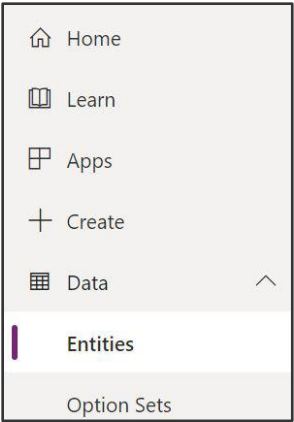 Home
Learn
Apps
Create
Data
Entities
Option Sets